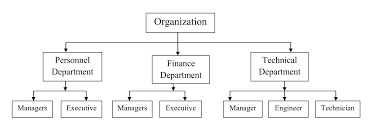 Organization
Personnel
Department
Finance
Department
Technical
Department
Managers
Executive
Managers
Executive
Manager
Engineer
Technician